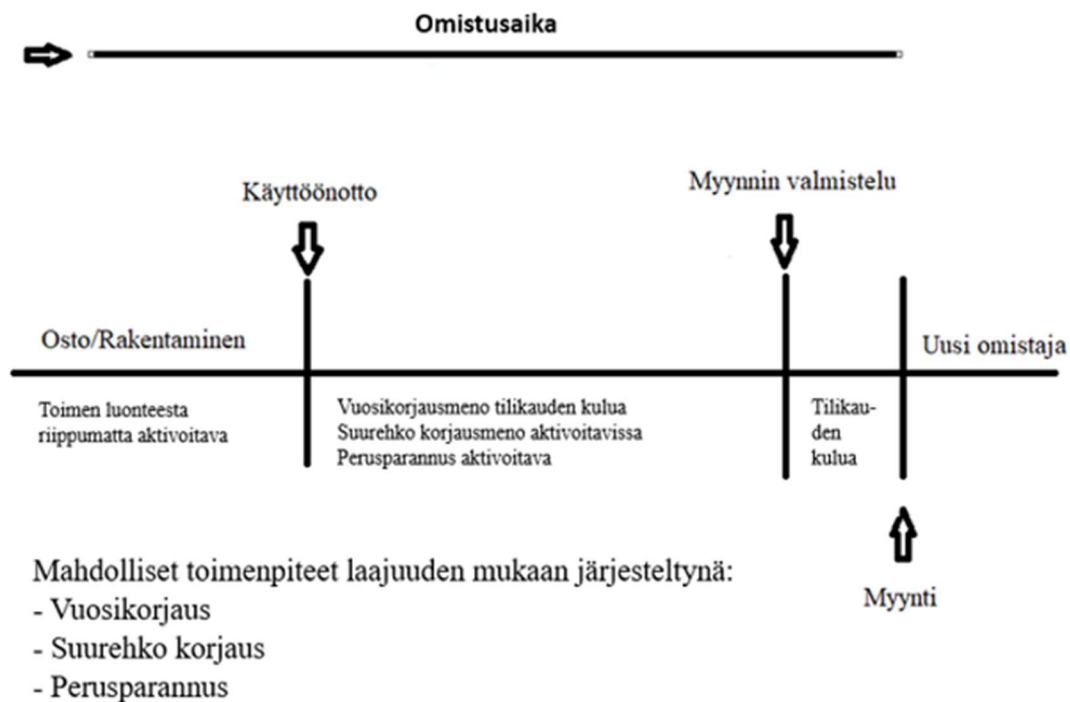 Omistusaika
Käyttöönotto
Myynnin valmistelu
Osto/Rakentaminen
Uusi omistaja
Toimen luonteesta
riippumatta aktivoitava
Vuosikorjausmeno tilikauden kulua
Suurehko korjausmeno aktivoitavissa
Perusparannus aktivoitava
Tilikau-
den
kulua
Myynti
Mahdolliset toimenpiteet laajuuden mukaan järjesteltynä:
- Vuosikorjaus
- Suurehko korjaus
- Perusparannus